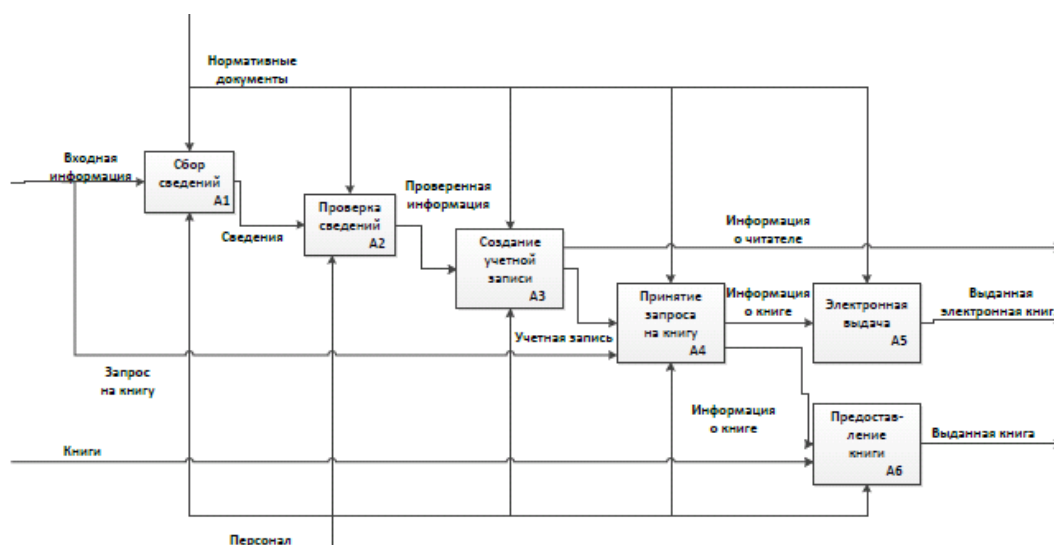 Нормативные
документы
Входная
информация
Сбор
сведений
A1
Сведения
Проверка
сведений
A2
Проверенная
информация
Создание
учетной
записи
A3
Информация
о читателе
Учетная запись
Принятие
запроса
на книгу
A4
Информация
о книге
Электронная
выдача
A5
Выданная
электронная книг
Запрос
на книгу
Информация
о книге
Предостав-
ление
книги
A6
Выданная книга
Книги
Персонал